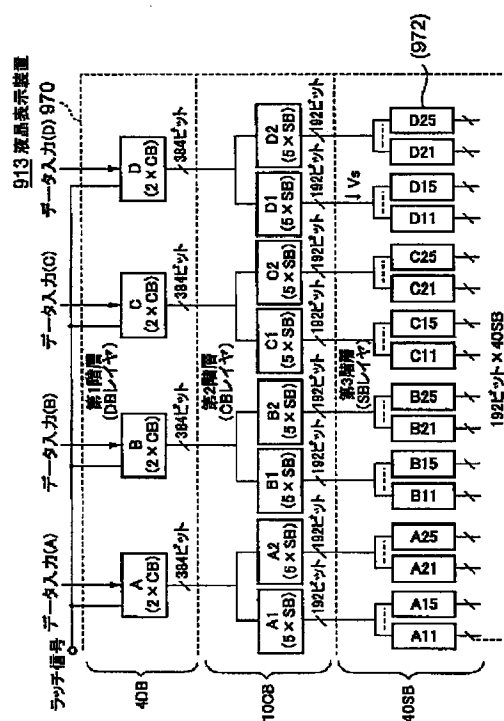 913 液晶表示装置
970
ラッチ信号
データ入力(A)
データ入力(B)
データ入力(C)
データ入力(D)
第1階層
(DBレイヤ)
A
(2×CB)
B
(2×CB)
C
(2×CB)
D
(2×CB)
384ビット
384ビット
384ビット
384ビット
4DB
第2階層
(CBレイヤ)
A1
(5×SB)
A2
(5×SB)
B1
(5×SB)
B2
(5×SB)
C1
(5×SB)
C2
(5×SB)
D1
(5×SB)
D2
(5×SB)
192ビット
192ビット
192ビット
192ビット
192ビット
192ビット
192ビット
192ビット
10CB
Vs
第3階層
(SBレイヤ)
A11
A15
A21
A25
B11
B15
B21
B25
C11
C15
C21
C25
D11
D15
D21
D25
(972)
40SB
192ビット×40SB